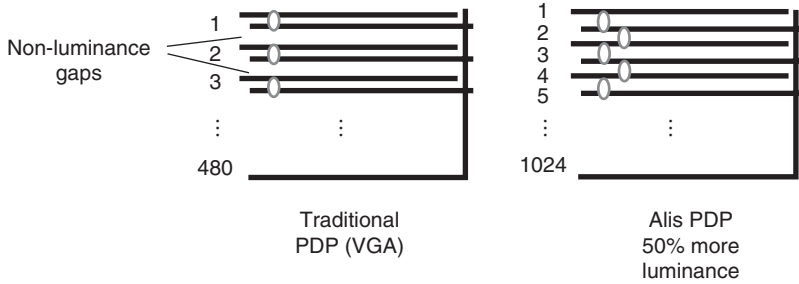 Non-luminance
gaps
1
2
3
⋮
⋮
480
Traditional
PDP (VGA)
1
2
3
4
5
⋮
⋮
1024
Alis PDP
50% more
luminance